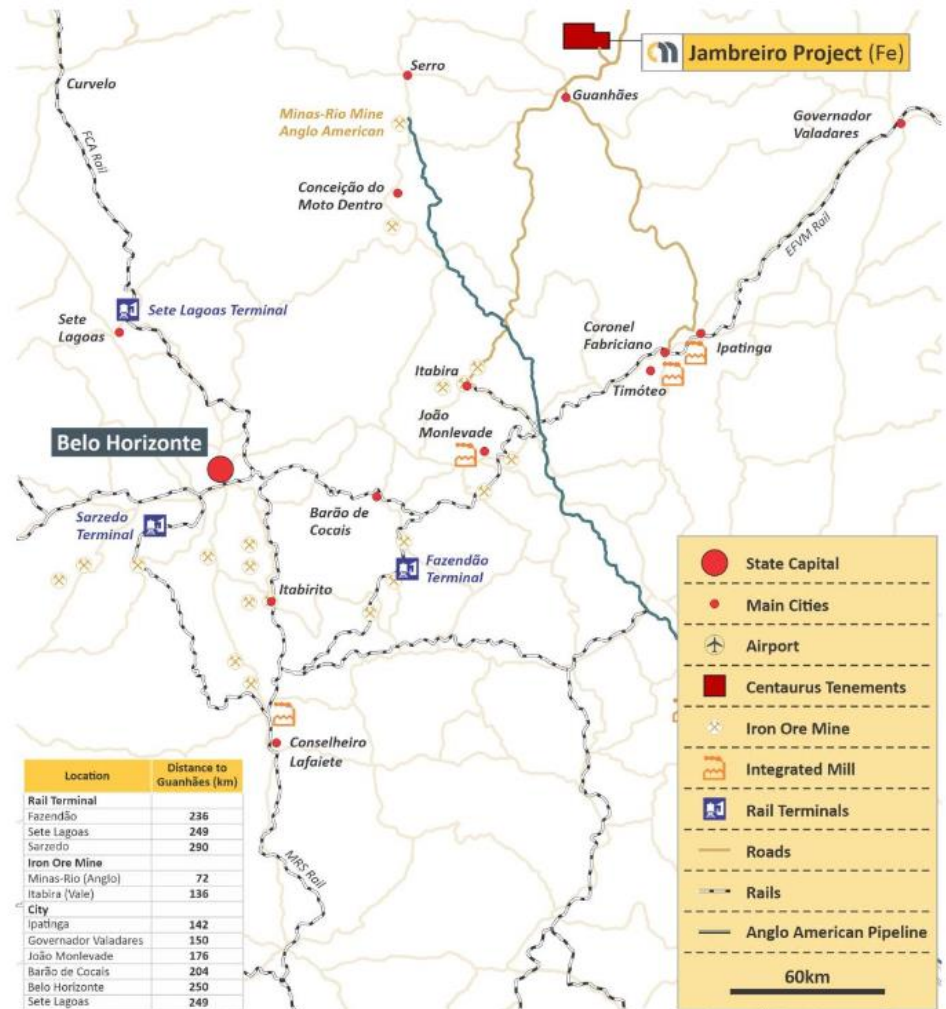 Jambreiro Project (Fe)
Serro
Curvelo
Guanhães
Minas-Rio Mine
Anglo American
Governador
Valadares
FCA Rail
Conceição do
Moto Dentro
EFVM Rail
Sete Lagoas Terminal
Sete
Lagoas
Coronel
Fabriciano
Ipatinga
Itabira
Timóteo
João
Monlevade
Belo Horizonte
Barão de
Cocais
Sarzedo
Terminal
Fazendão
Terminal
Itabirito
Conselheiro
Lafaiete
MRS Rail
State Capital
Main Cities
Airport
Centaurus Tenements
Iron Ore Mine
Integrated Mill
Rail Terminals
Roads
Rails
Anglo American Pipeline
60km
Location Distance to
Guanhães (km)
Rail Terminal
Fazendão 236
Sete Lagoas 249
Sarzedo 290
Iron Ore Mine
Minas-Rio (Anglo) 72
Itabira (Vale) 136
City
Ipatinga 142
Governador Valadares 150
João Monlevade 176
Barão de Cocais 204
Belo Horizonte 250
Sete Lagoas 249